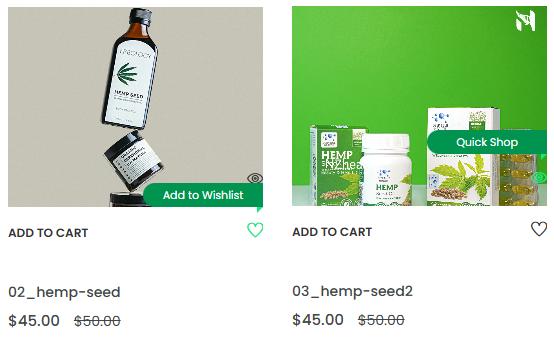 HEMP SEED
Add to Wishlist
ADD TO CART
02_hemp-seed
$45.00 $50.00
HEMP
HEMP
Quick Shop
ADD TO CART
03_hemp-seed2
$45.00 $50.00